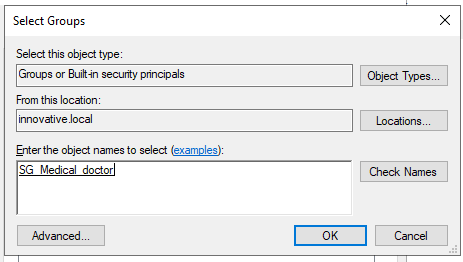 Select Groups
Select this object type:
Groups or Built-in security principals
Object Types...
From this location:
innovative.local
Locations...
Enter the object names to select (examples):
SG_Medical_doctor
Check Names
Advanced...
OK
Cancel